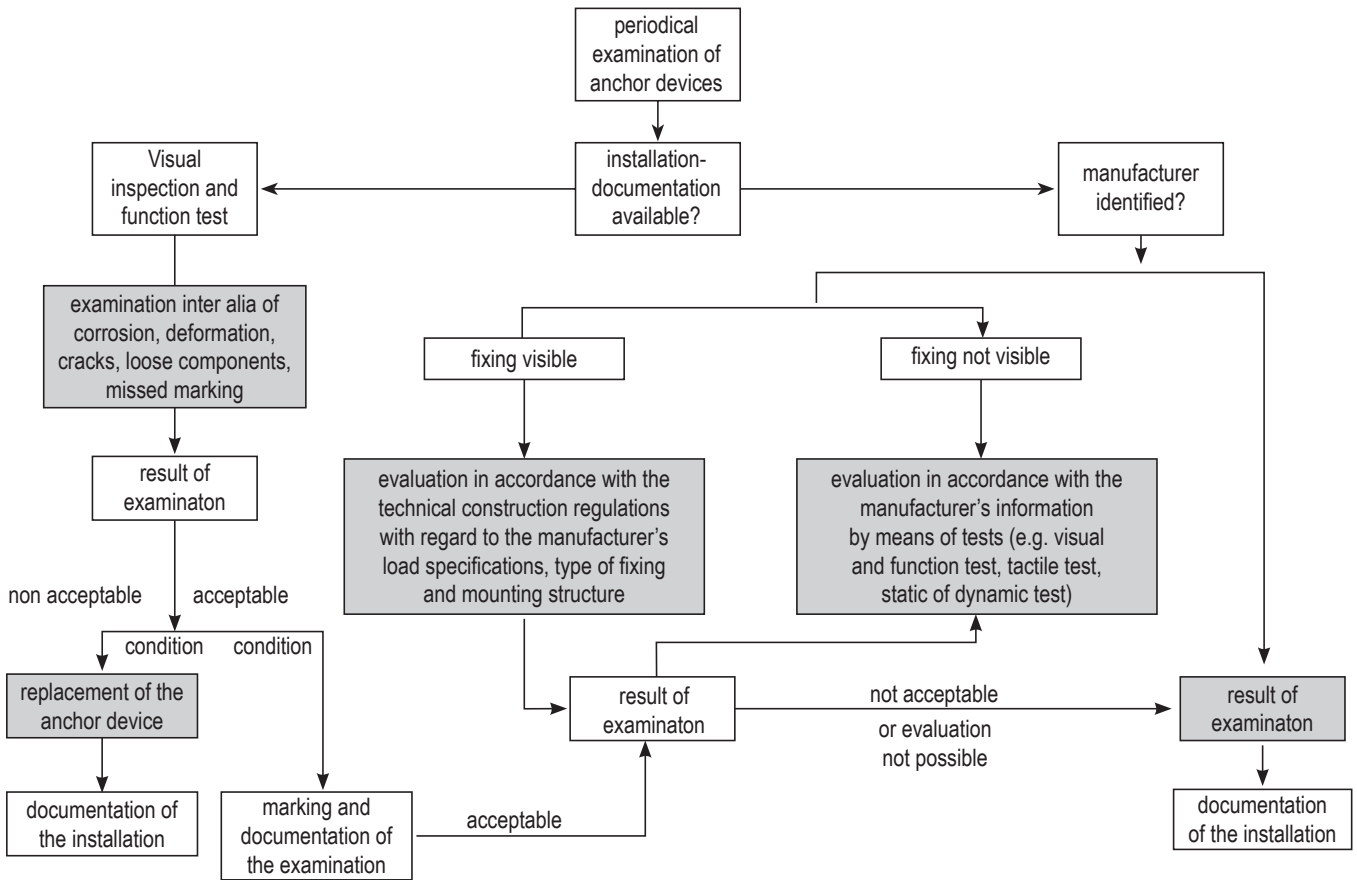 periodical
examination of
anchor devices
Visual
inspection and
function test
installation-
documentation
available?
manufacturer
identified?
examination inter alia of
corrosion, deformation,
cracks, loose components,
missed marking
fixing visible
fixing not visible
result of
examinaton
evaluation in accordance with the
technical construction regulations
with regard to the manufacturer's
load specifications, type of fixing
and mounting structure
evaluation in accordance with the
manufacturer's information
by means of tests (e.g. visual
and function test, tactile test,
static of dynamic test)
non acceptable
acceptable
condition
condition
replacement of the
anchor device
result of
examinaton
not acceptable
or evaluation
not possible
result of
examinaton
documentation of
the installation
marking and
documentation of
the examination
acceptable
documentation
of the installation